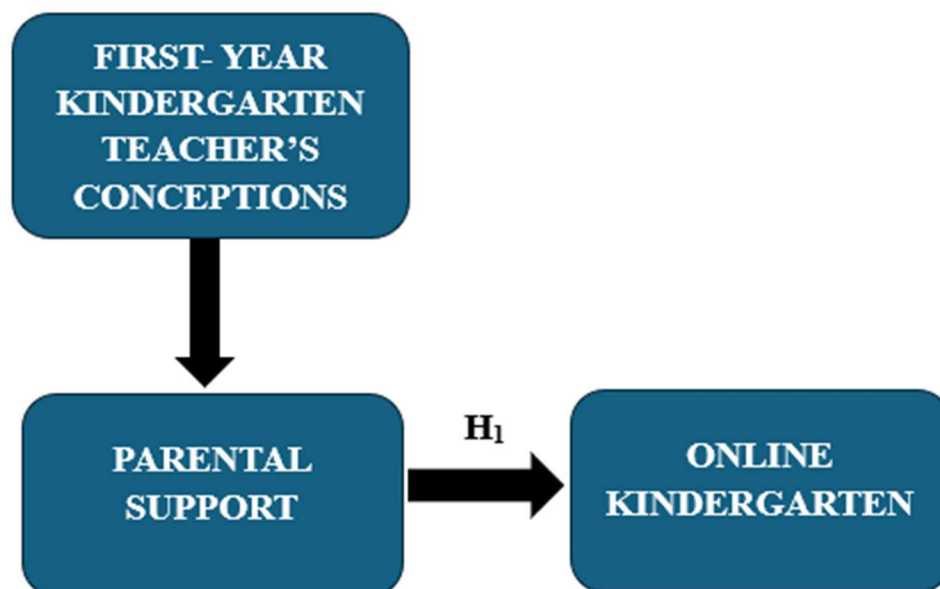 FIRST- YEAR
KINDERGARTEN
TEACHER’S
CONCEPTIONS
PARENTAL
SUPPORT
H₁
ONLINE
KINDERGARTEN